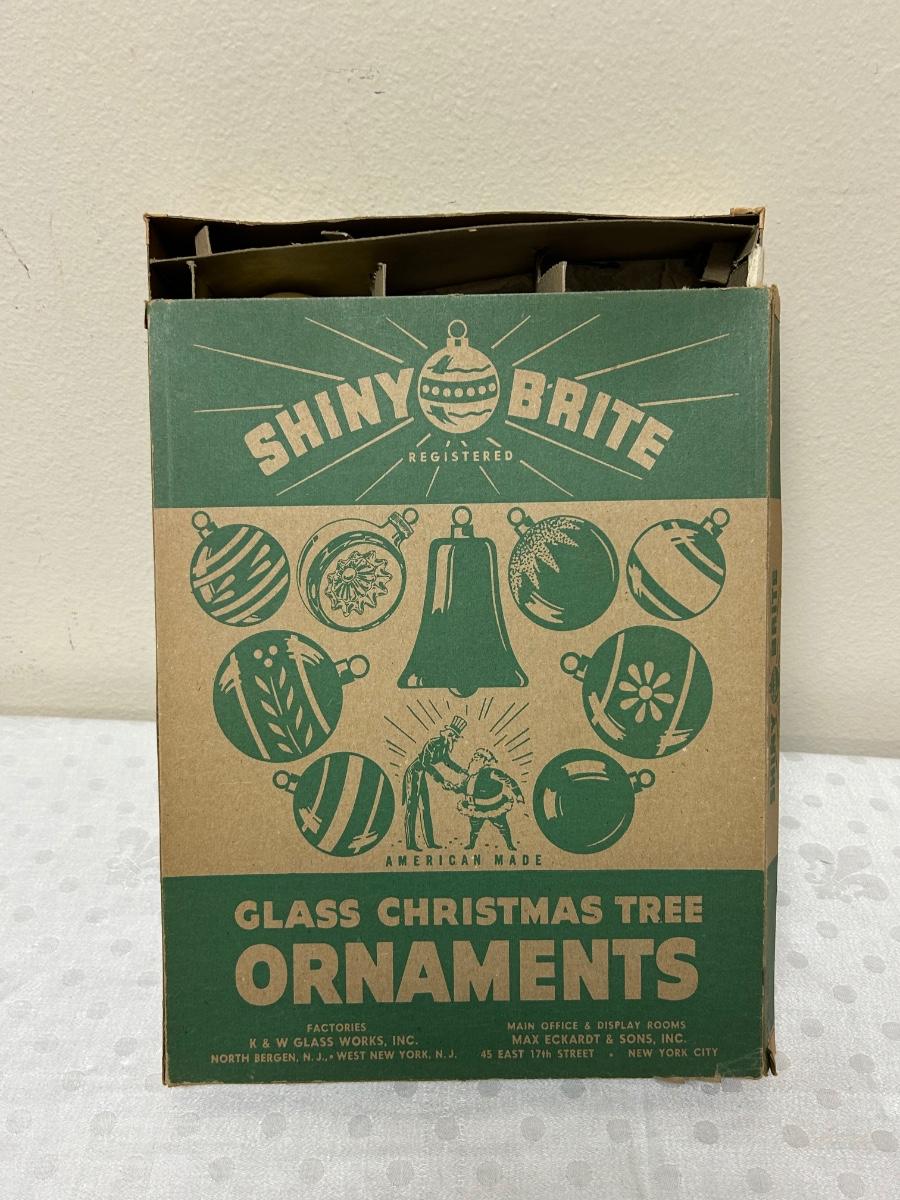 SHINY BRITE
REGISTERED
AMERICAN MADE
GLASS CHRISTMAS TREE
ORNAMENTS
FACTORIES
K & W GLASS WORKS, INC.
NORTH BERGEN, N. J., • WEST NEW YORK, N. J.
MAIN OFFICE & DISPLAY ROOMS
MAX ECKARDT & SONS, INC.
45 EAST 17th STREET • NEW YORK CITY
SHINY BRITE